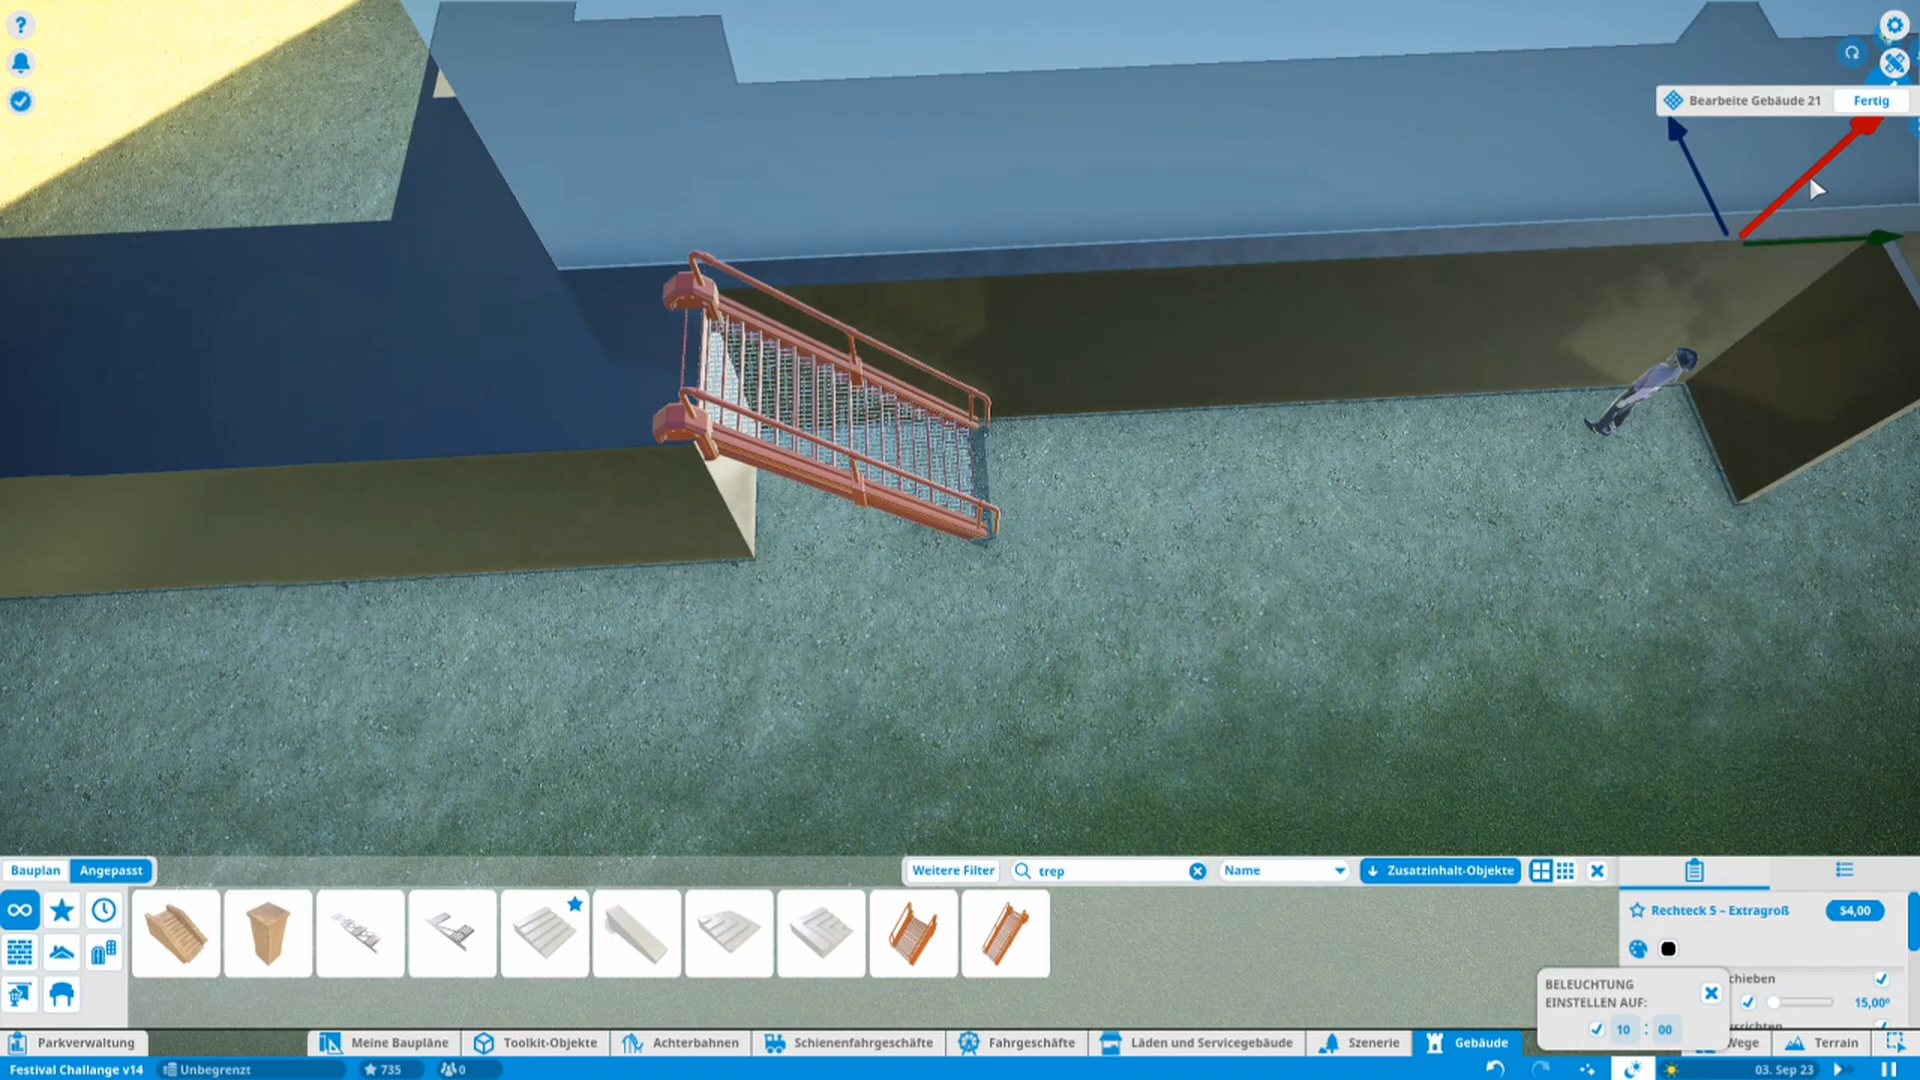 ?
Bearbeite Gebäude 21
Fertig
Bauplan
Angepasst
Weitere Filter
trep
Name
Zusatzinhalt-Objekte
Rechteck 5 – Extragroß
$4,00
chieben
15,00°
BELEUCHTUNG
EINSTELLEN AUF:
10 : 00
Parkverwaltung
Meine Baupläne
Toolkit-Objekte
Achterbahnen
Schienenfahrgeschäfte
Fahrgeschäfte
Läden und Servicegebäude
Szenerie
Gebäude
Wege
Terrain
Festival Challange v14
Unbegrenzt
735
0
03. Sep 23